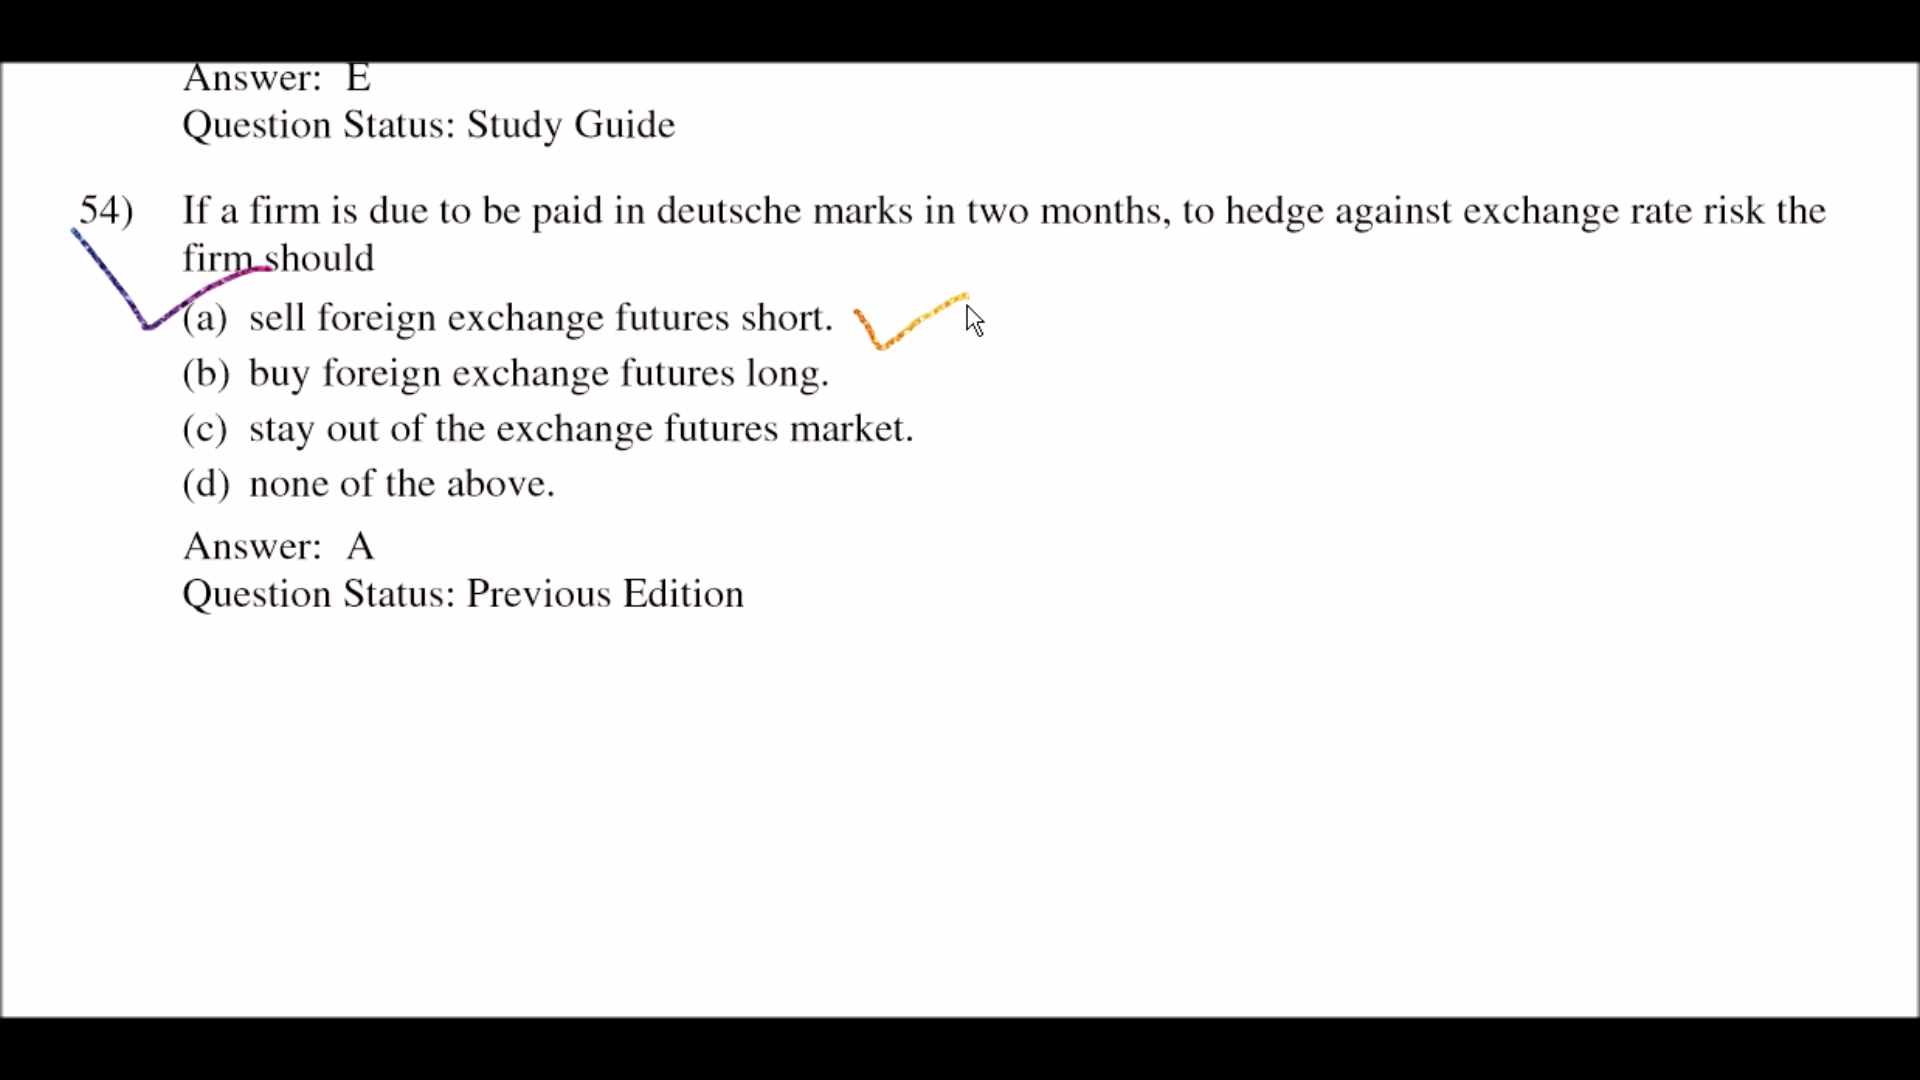 Answer: E
Question Status: Study Guide
54) If a firm is due to be paid in deutsche marks in two months, to hedge against exchange rate risk the
firm should
(a) sell foreign exchange futures short.
(b) buy foreign exchange futures long.
(c) stay out of the exchange futures market.
(d) none of the above.
Answer: A
Question Status: Previous Edition